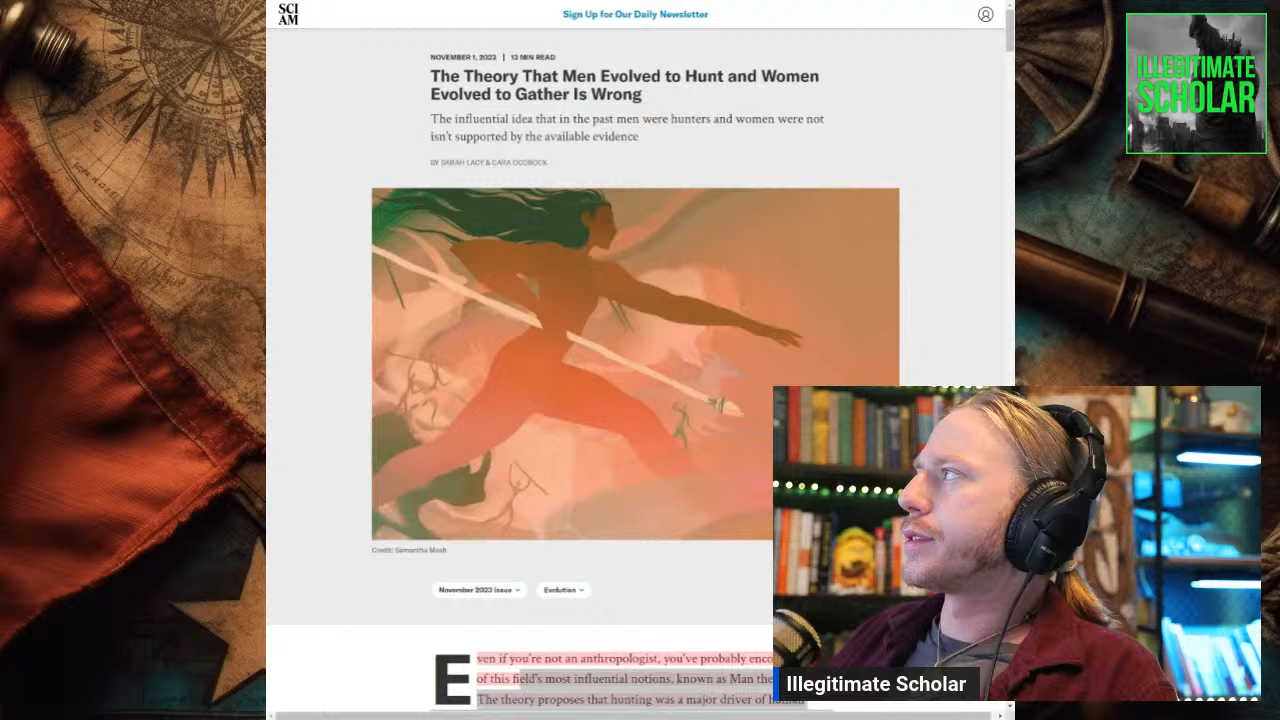 SCI
AM
Sign Up for Our Daily Newsletter
NOVEMBER 1, 2023 | 13 MIN READ
The Theory That Men Evolved to Hunt and Women
Evolved to Gather Is Wrong
The influential idea that in the past men were hunters and women were not
isn't supported by the available evidence
BY SARAH LACY & CARA OCOBOCK
Credit: Samantha Mash
November 2023 Issue
Evolution
Even if you're not an anthropologist, you've probably enco
of this field's most influential notions, known as Man the
The theory proposes that hunting was a major driver of human
ILLEGITIMATE
SCHOLAR
Illegitimate Scholar